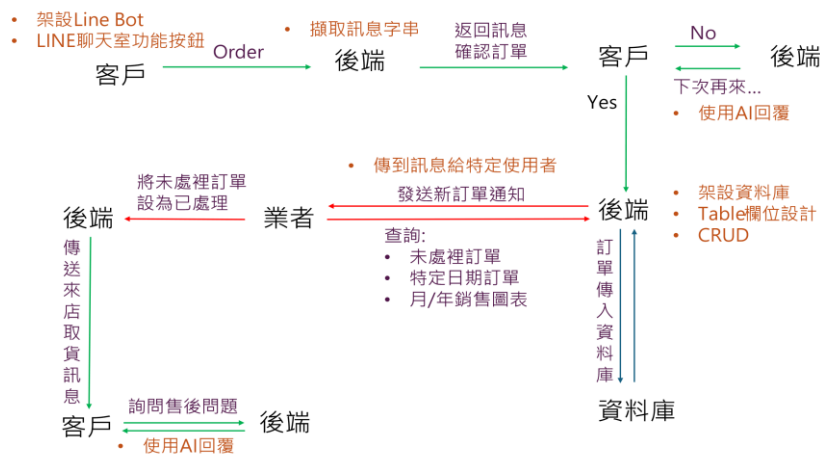 • 架設Line Bot
• LINE聊天室功能按鈕
客戶
Order
• 擷取訊息字串
後端
返回訊息
確認訂單
客戶
No
後端
下次再來...
• 使用AI回覆
Yes
• 傳到訊息給特定使用者
將未處裡訂單
設為已處理
後端
業者
發送新訂單通知
後端
• 架設資料庫
• Table欄位設計
• CRUD
查詢:
• 未處裡訂單
• 特定日期訂單
• 月/年銷售圖表
傳送來店取貨訊息
訂單傳入資料庫
資料庫
客戶
詢問售後問題
後端
• 使用AI回覆